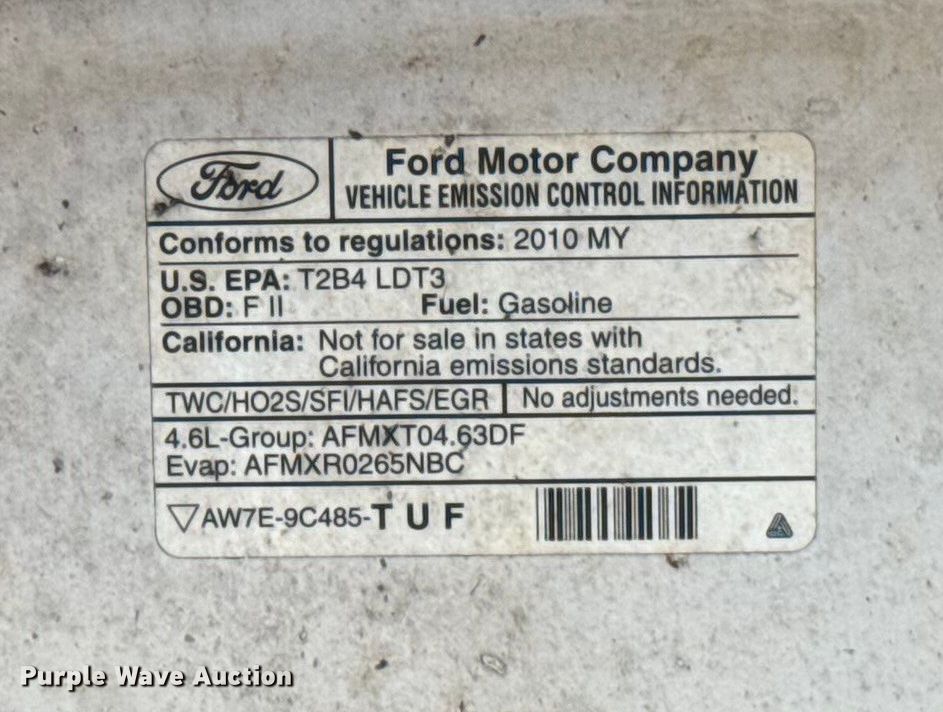 Ford
Ford Motor Company
VEHICLE EMISSION CONTROL INFORMATION
Conforms to regulations: 2010 MY
U.S. EPA: T2B4 LDT3
OBD: F II Fuel: Gasoline
California: Not for sale in states with
California emissions standards.
TWC/HO2S/SFI/HAFS/EGR No adjustments needed.
4.6L-Group: AFMXT04.63DF
Evap: AFMXR0265NBC
▽AW7E-9C485-T U F
Purple Wave Auction